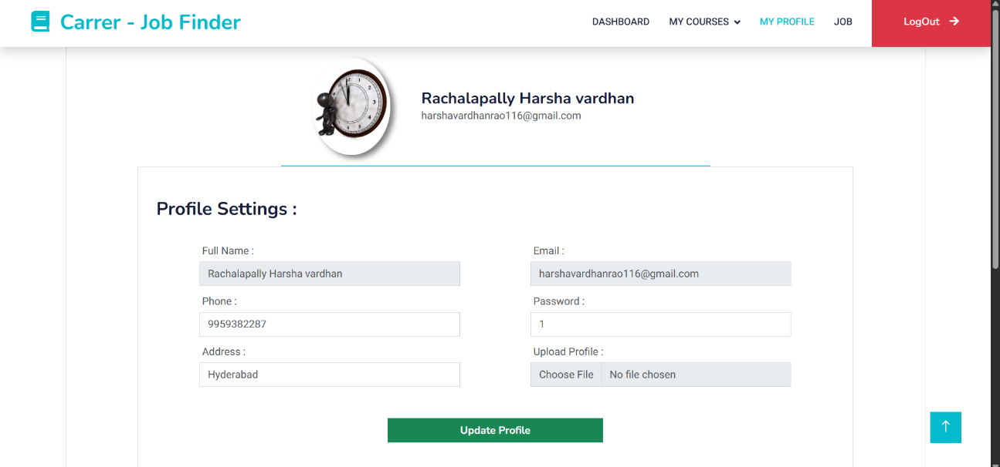 Carrer - Job Finder
DASHBOARD MY COURSES MY PROFILE JOB LogOut
Rachalapally Harsha vardhan
harshavardhanrao116@gmail.com
Profile Settings :
Full Name : Email :
Rachalapally Harsha vardhan harshavardhanrao116@gmail.com
Phone : Password :
9959382287 1
Address : Upload Profile :
Hyderabad Choose File No file chosen
Update Profile